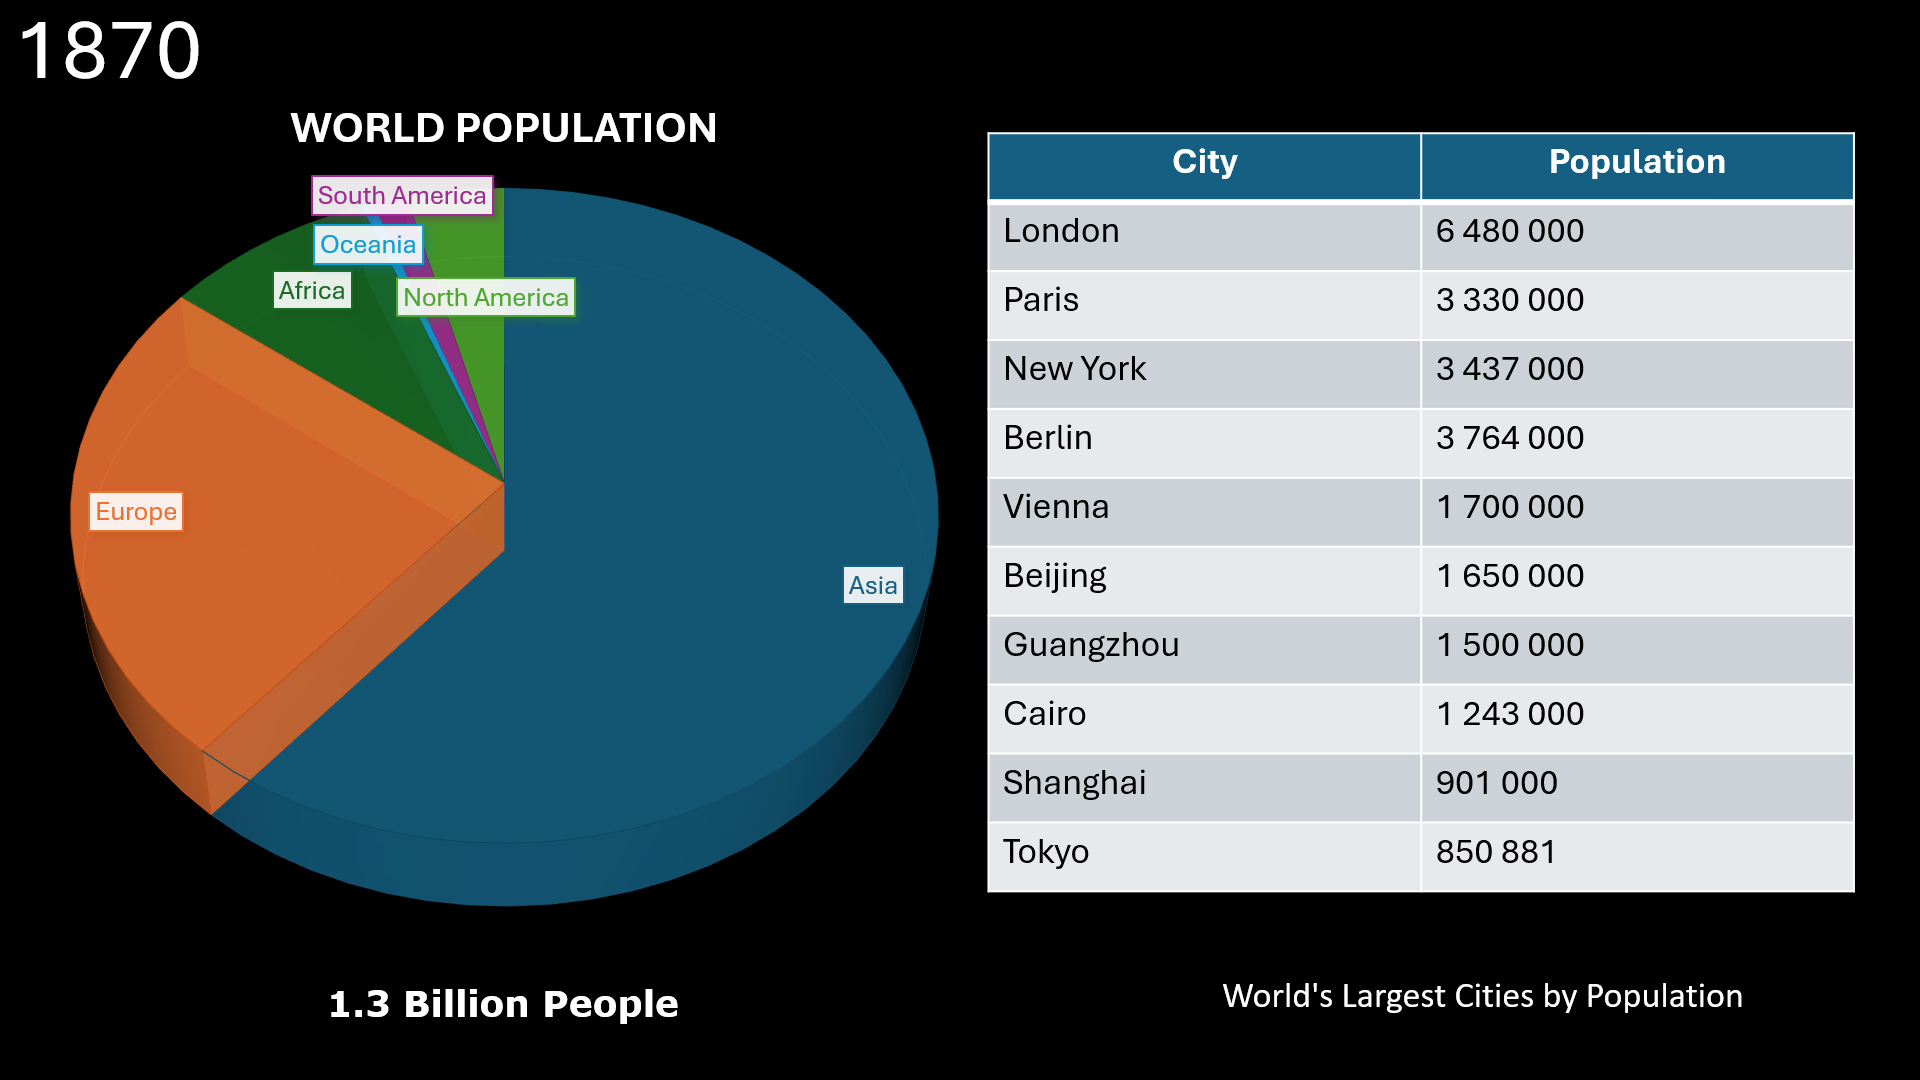 1870
WORLD POPULATION
South America
Oceania
Africa
North America
Europe
Asia
1.3 Billion People
City Population
London 6 480 000
Paris 3 330 000
New York 3 437 000
Berlin 3 764 000
Vienna 1 700 000
Beijing 1 650 000
Guangzhou 1 500 000
Cairo 1 243 000
Shanghai 901 000
Tokyo 850 881
World's Largest Cities by Population